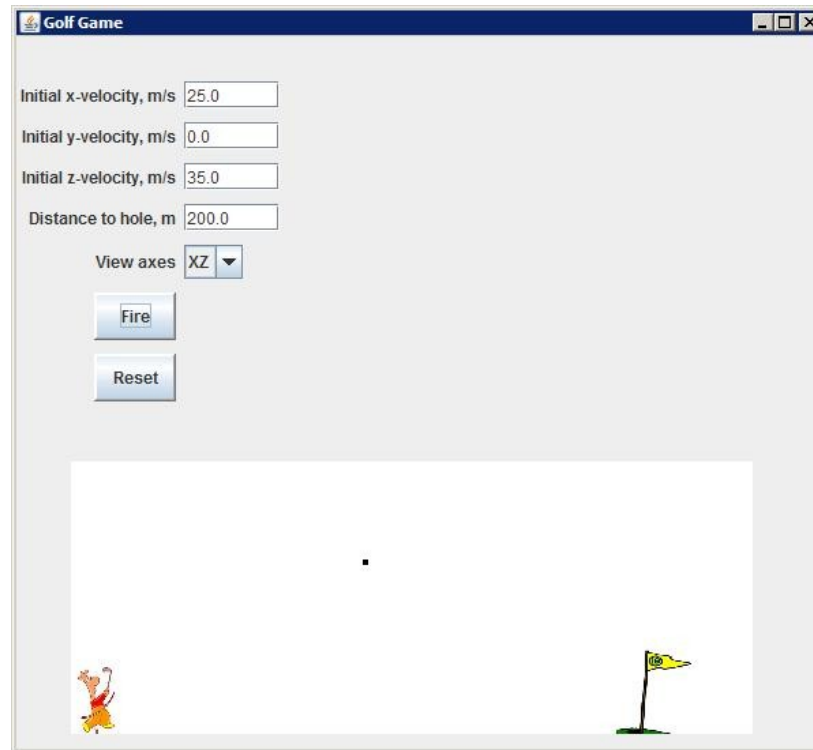 Golf Game
Initial x-velocity, m/s 25.0
Initial y-velocity, m/s 0.0
Initial z-velocity, m/s 35.0
Distance to hole, m 200.0
View axes XZ
Fire
Reset